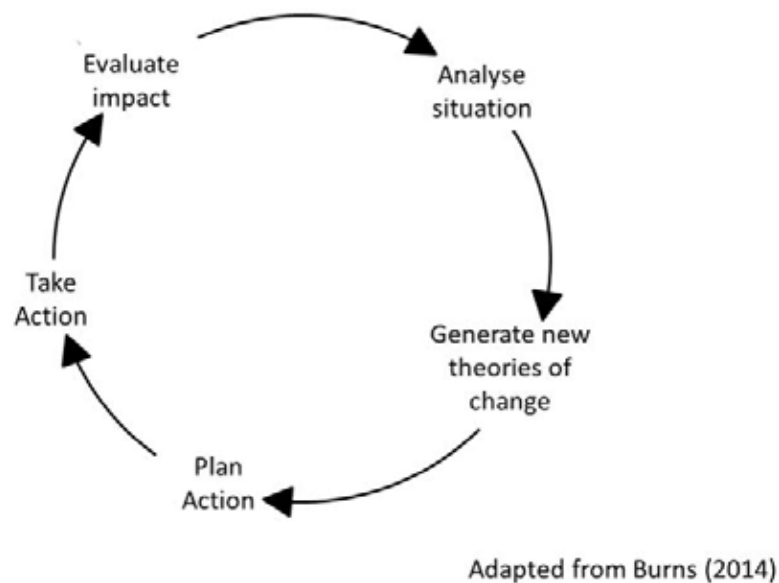 Evaluate
impact
Analyse
situation
Generate new
theories of
change
Plan
Action
Take
Action
Adapted from Burns (2014)